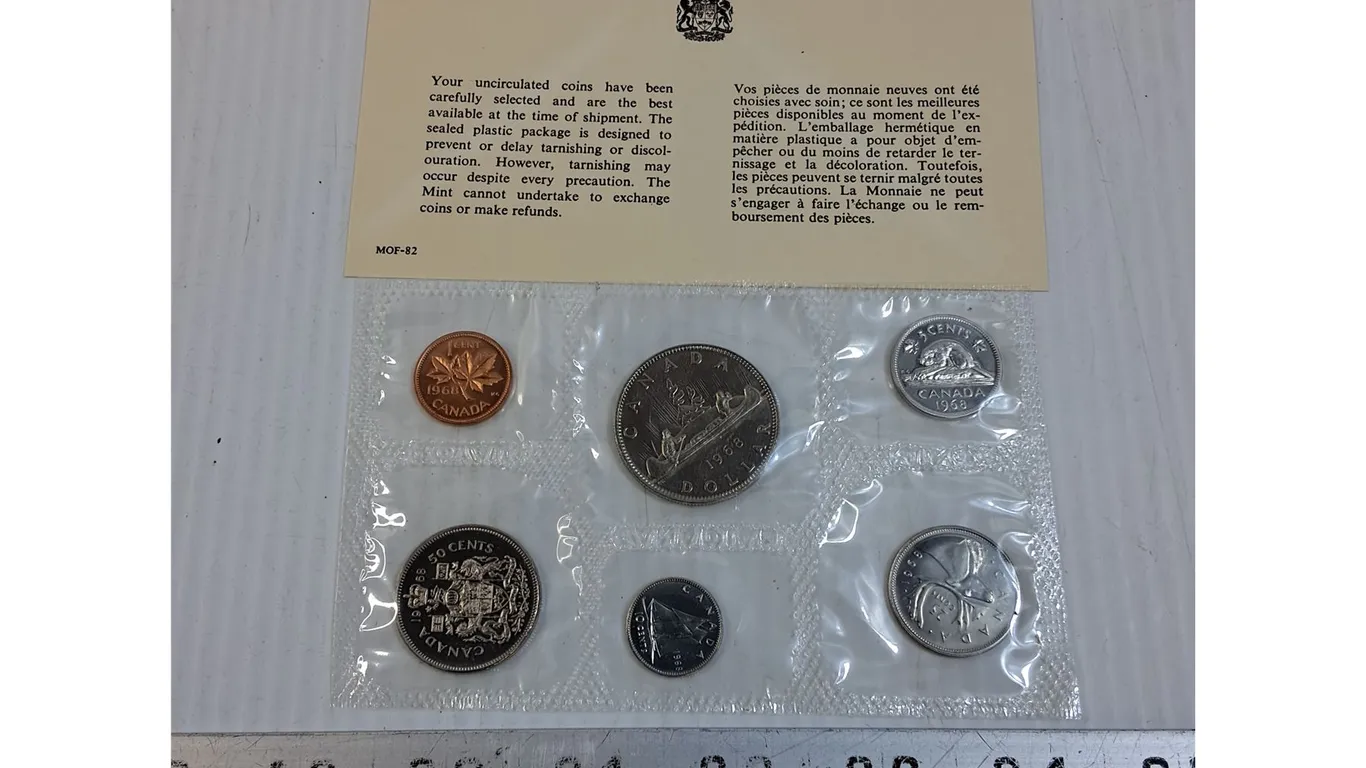 Your uncirculated coins have been
carefully selected and are the best
available at the time of shipment. The
sealed plastic package is designed to
prevent or delay tarnishing or discol-
ouration. However, tarnishing may
occur despite every precaution. The
Mint cannot undertake to exchange
coins or make refunds.
MOF-82
Vos pièces de monnaie neuves ont été
choisies avec soin; ce sont les meilleures
pièces disponibles au moment de l'ex-
pédition. L'emballage hermétique en
matière plastique a pour objet d'em-
pêcher ou du moins de retarder le ter-
nissage et la décoloration. Toutefois,
les pièces peuvent se ternir malgré toutes
les précautions. La Monnaie ne peut
s'engager à faire l'échange ou le rem-
boursement des pièces.
1 CENT
1968
CANADA
CANADA
1968
DOLLAR
5 CENTS
CANADA
1968
50 CENTS
1968
CANADA
CANADA
10 CENTS
1968
1968
CANADA